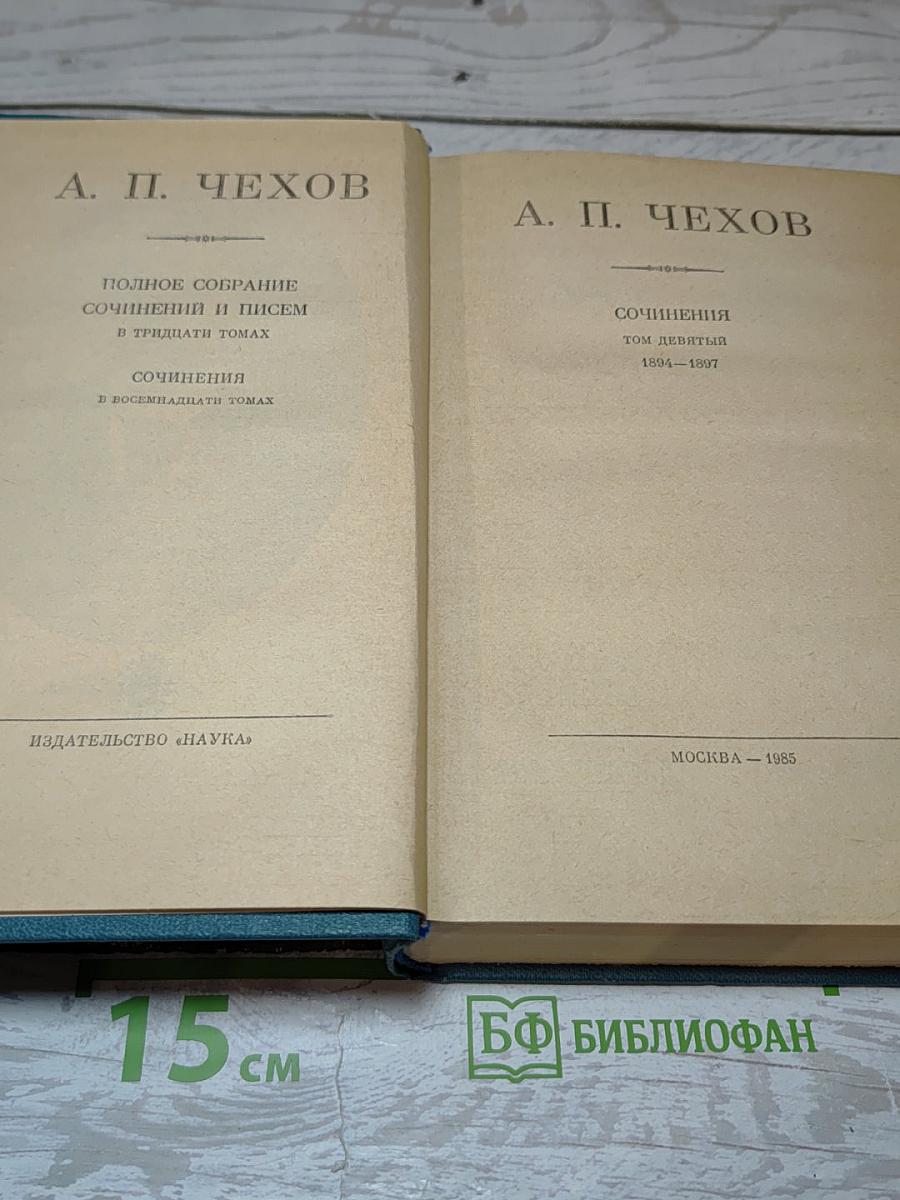 А. П. ЧЕХОВ
ПОЛНОЕ СОБРАНИЕ
СОЧИНЕНИЙ И ПИСЕМ
В ТРИДЦАТИ ТОМАХ
СОЧИНЕНИЯ
В ВОСЕМНАДЦАТИ ТОМАХ
ИЗДАТЕЛЬСТВО «НАУКА»
А. П. ЧЕХОВ
СОЧИНЕНИЯ
ТОМ ДЕВЯТЫЙ
1894—1897
МОСКВА — 1985
15 см
БФ БИБЛИОФАН